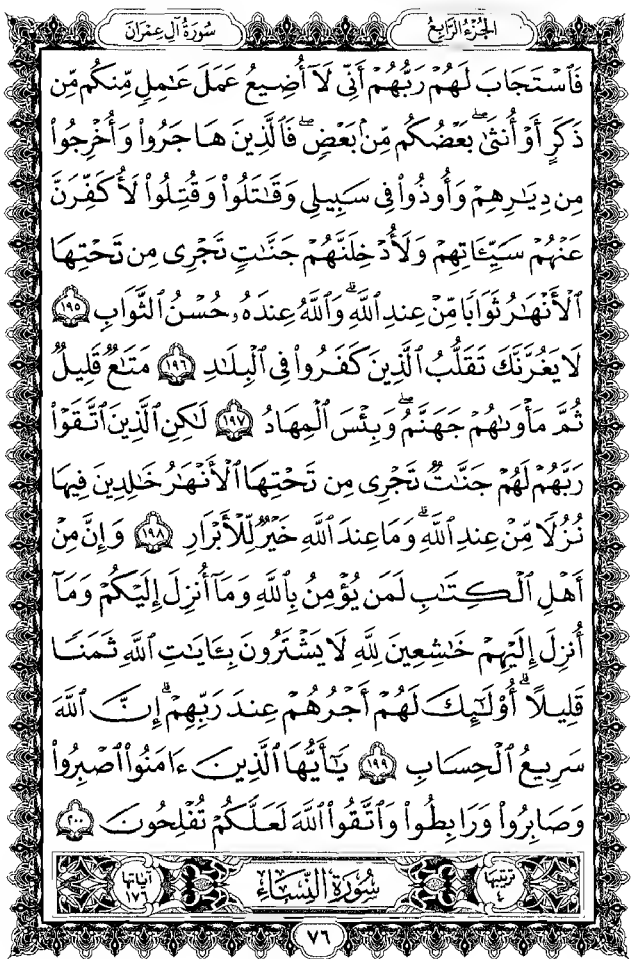 الجزء الرابع
سورة آل عمران
فَٱسْتَجَابَ لَهُمْ رَبُّهُمْ أَنِّى لَآ أُضِيعُ عَمَلَ عَٰمِلٍ مِّنكُم مِّن
ذَكَرٍ أَوْ أُنثَىٰ ۖ بَعْضُكُم مِّنۢ بَعْضٍ ۖ فَٱلَّذِينَ هَاجَرُوا۟ وَأُخْرِجُوا۟
مِن دِيَٰرِهِمْ وَأُوذُوا۟ فِى سَبِيلِى وَقَٰتَلُوا۟ وَقُتِلُوا۟ لَأُكَفِّرَنَّ
عَنْهُمْ سَيِّـَٔاتِهِمْ وَلَأُدْخِلَنَّهُمْ جَنَّٰتٍ تَجْرِى مِن تَحْتِهَا
ٱلْأَنْهَٰرُ ثَوَابًا مِّنْ عِندِ ٱللَّهِ ۗ وَٱللَّهُ عِندَهُۥ حُسْنُ ٱلثَّوَابِ ١٩٥
لَا يَغُرَّنَّكَ تَقَلُّبُ ٱلَّذِينَ كَفَرُوا۟ فِى ٱلْبِلَٰدِ ١٩٦ مَتَٰعٌ قَلِيلٌ
ثُمَّ مَأْوَىٰهُمْ جَهَنَّمُ ۖ وَبِئْسَ ٱلْمِهَادُ ١٩٧ لَٰكِنِ ٱلَّذِينَ ٱتَّقَوْا۟
رَبَّهُمْ لَهُمْ جَنَّٰتٌ تَجْرِى مِن تَحْتِهَا ٱلْأَنْهَٰرُ خَٰلِدِينَ فِيهَا
نُزُلًا مِّنْ عِندِ ٱللَّهِ ۗ وَمَا عِندَ ٱللَّهِ خَيْرٌ لِّلْأَبْرَارِ ١٩٨ وَإِنَّ مِنْ
أَهْلِ ٱلْكِتَٰبِ لَمَن يُؤْمِنُ بِٱللَّهِ وَمَآ أُنزِلَ إِلَيْكُمْ وَمَآ
أُنزِلَ إِلَيْهِمْ خَٰشِعِينَ لِلَّهِ لَا يَشْتَرُونَ بِـَٔايَٰتِ ٱللَّهِ ثَمَنًا
قَلِيلًا ۗ أُو۟لَٰٓئِكَ لَهُمْ أَجْرُهُمْ عِندَ رَبِّهِمْ ۗ إِنَّ ٱللَّهَ
سَرِيعُ ٱلْحِسَابِ ١٩٩ يَٰٓأَيُّهَا ٱلَّذِينَ ءَامَنُوا۟ ٱصْبِرُوا۟
وَصَابِرُوا۟ وَرَابِطُوا۟ وَٱتَّقُوا۟ ٱللَّهَ لَعَلَّكُمْ تُفْلِحُونَ ٢٠٠
ترتيبها ٤ سورة النساء آياتها ١٧٦
٧٦